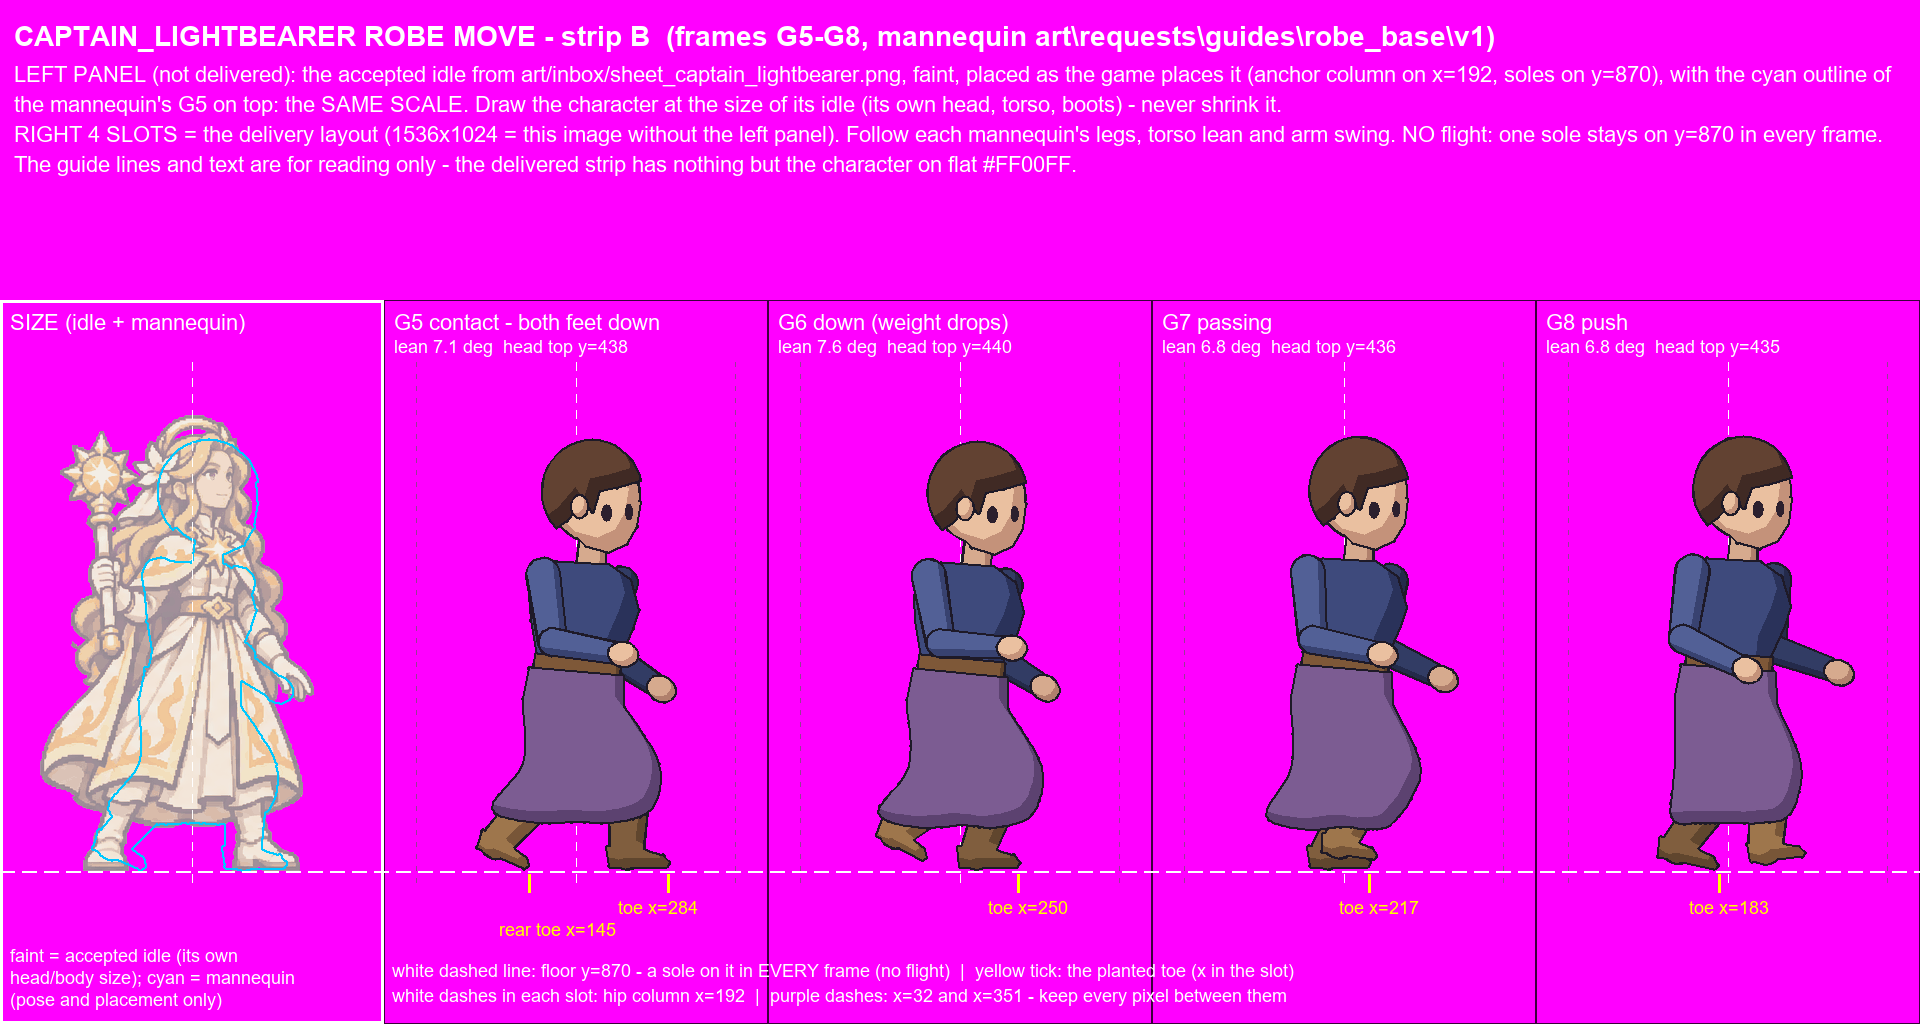 CAPTAIN_LIGHTBEARER ROBE MOVE - strip B  (frames G5-G8, mannequin art\requests\guides\robe_base\v1)
LEFT PANEL (not delivered): the accepted idle from art/inbox/sheet_captain_lightbearer.png, faint, placed as the game places it (anchor column on x=192, soles on y=870), with the cyan outline of
the mannequin's G5 on top: the SAME SCALE. Draw the character at the size of its idle (its own head, torso, boots) - never shrink it.
RIGHT 4 SLOTS = the delivery layout (1536x1024 = this image without the left panel). Follow each mannequin's legs, torso lean and arm swing. NO flight: one sole stays on y=870 in every frame.
The guide lines and text are for reading only - the delivered strip has nothing but the character on flat #FF00FF.
SIZE (idle + mannequin)
G5 contact - both feet down
lean 7.1 deg  head top y=438
G6 down (weight drops)
lean 7.6 deg  head top y=440
G7 passing
lean 6.8 deg  head top y=436
G8 push
lean 6.8 deg  head top y=435
toe x=284
rear toe x=145
toe x=250
toe x=217
toe x=183
faint = accepted idle (its own
head/body size); cyan = mannequin
(pose and placement only)
white dashed line: floor y=870 - a sole on it in EVERY frame (no flight)  |  yellow tick: the planted toe (x in the slot)
white dashes in each slot: hip column x=192  |  purple dashes: x=32 and x=351 - keep every pixel between them